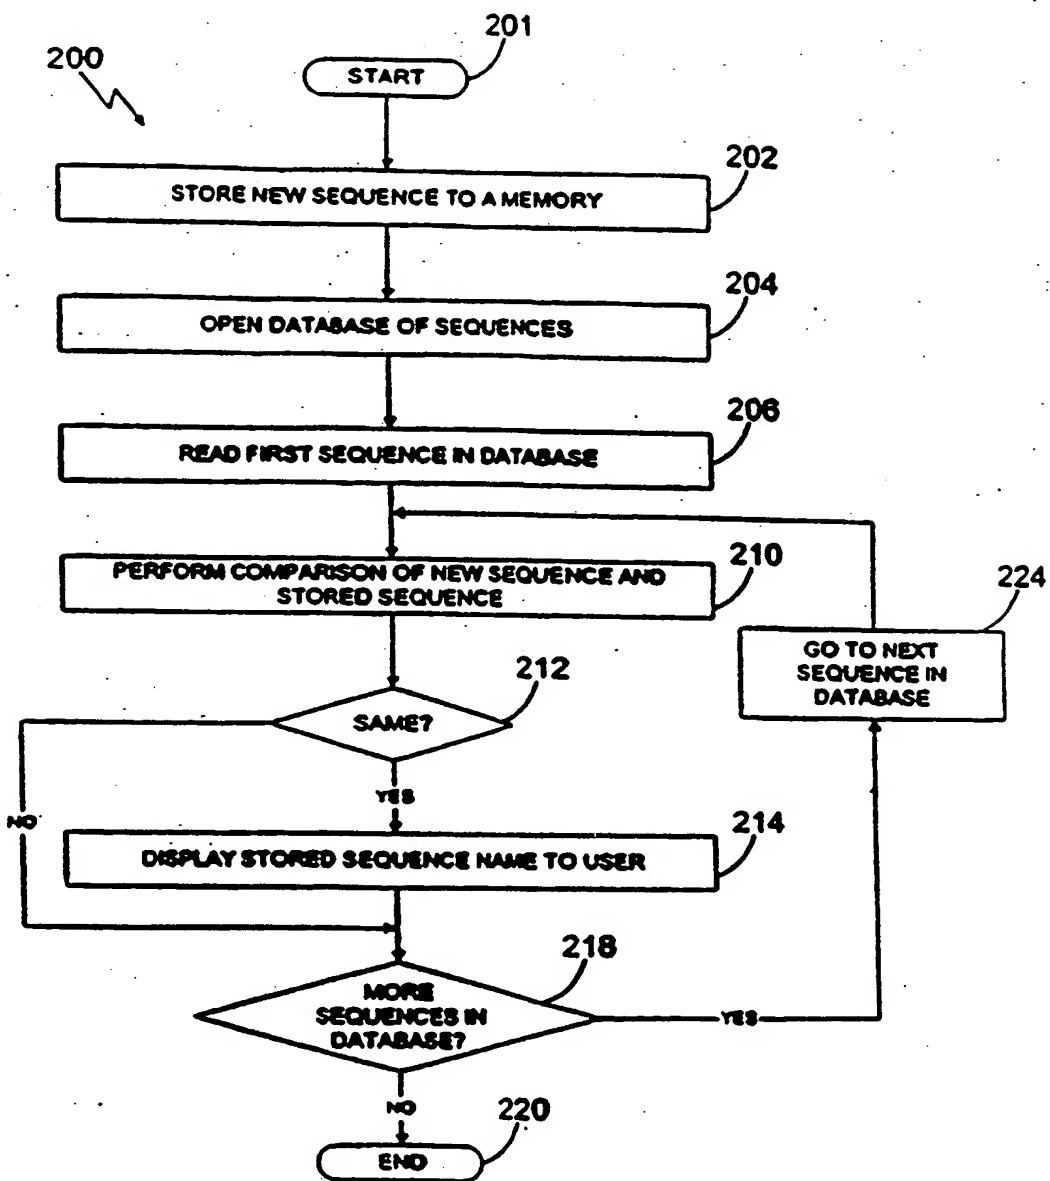 201
200
START
202
STORE NEW SEQUENCE TO A MEMORY
204
OPEN DATABASE OF SEQUENCES
206
READ FIRST SEQUENCE IN DATABASE
210
PERFORM COMPARISON OF NEW SEQUENCE AND
STORED SEQUENCE
224
GO TO NEXT
SEQUENCE IN
DATABASE
212
SAME?
YES
NO
214
DISPLAY STORED SEQUENCE NAME TO USER
218
MORE
SEQUENCES IN
DATABASE?
YES
NO
220
END